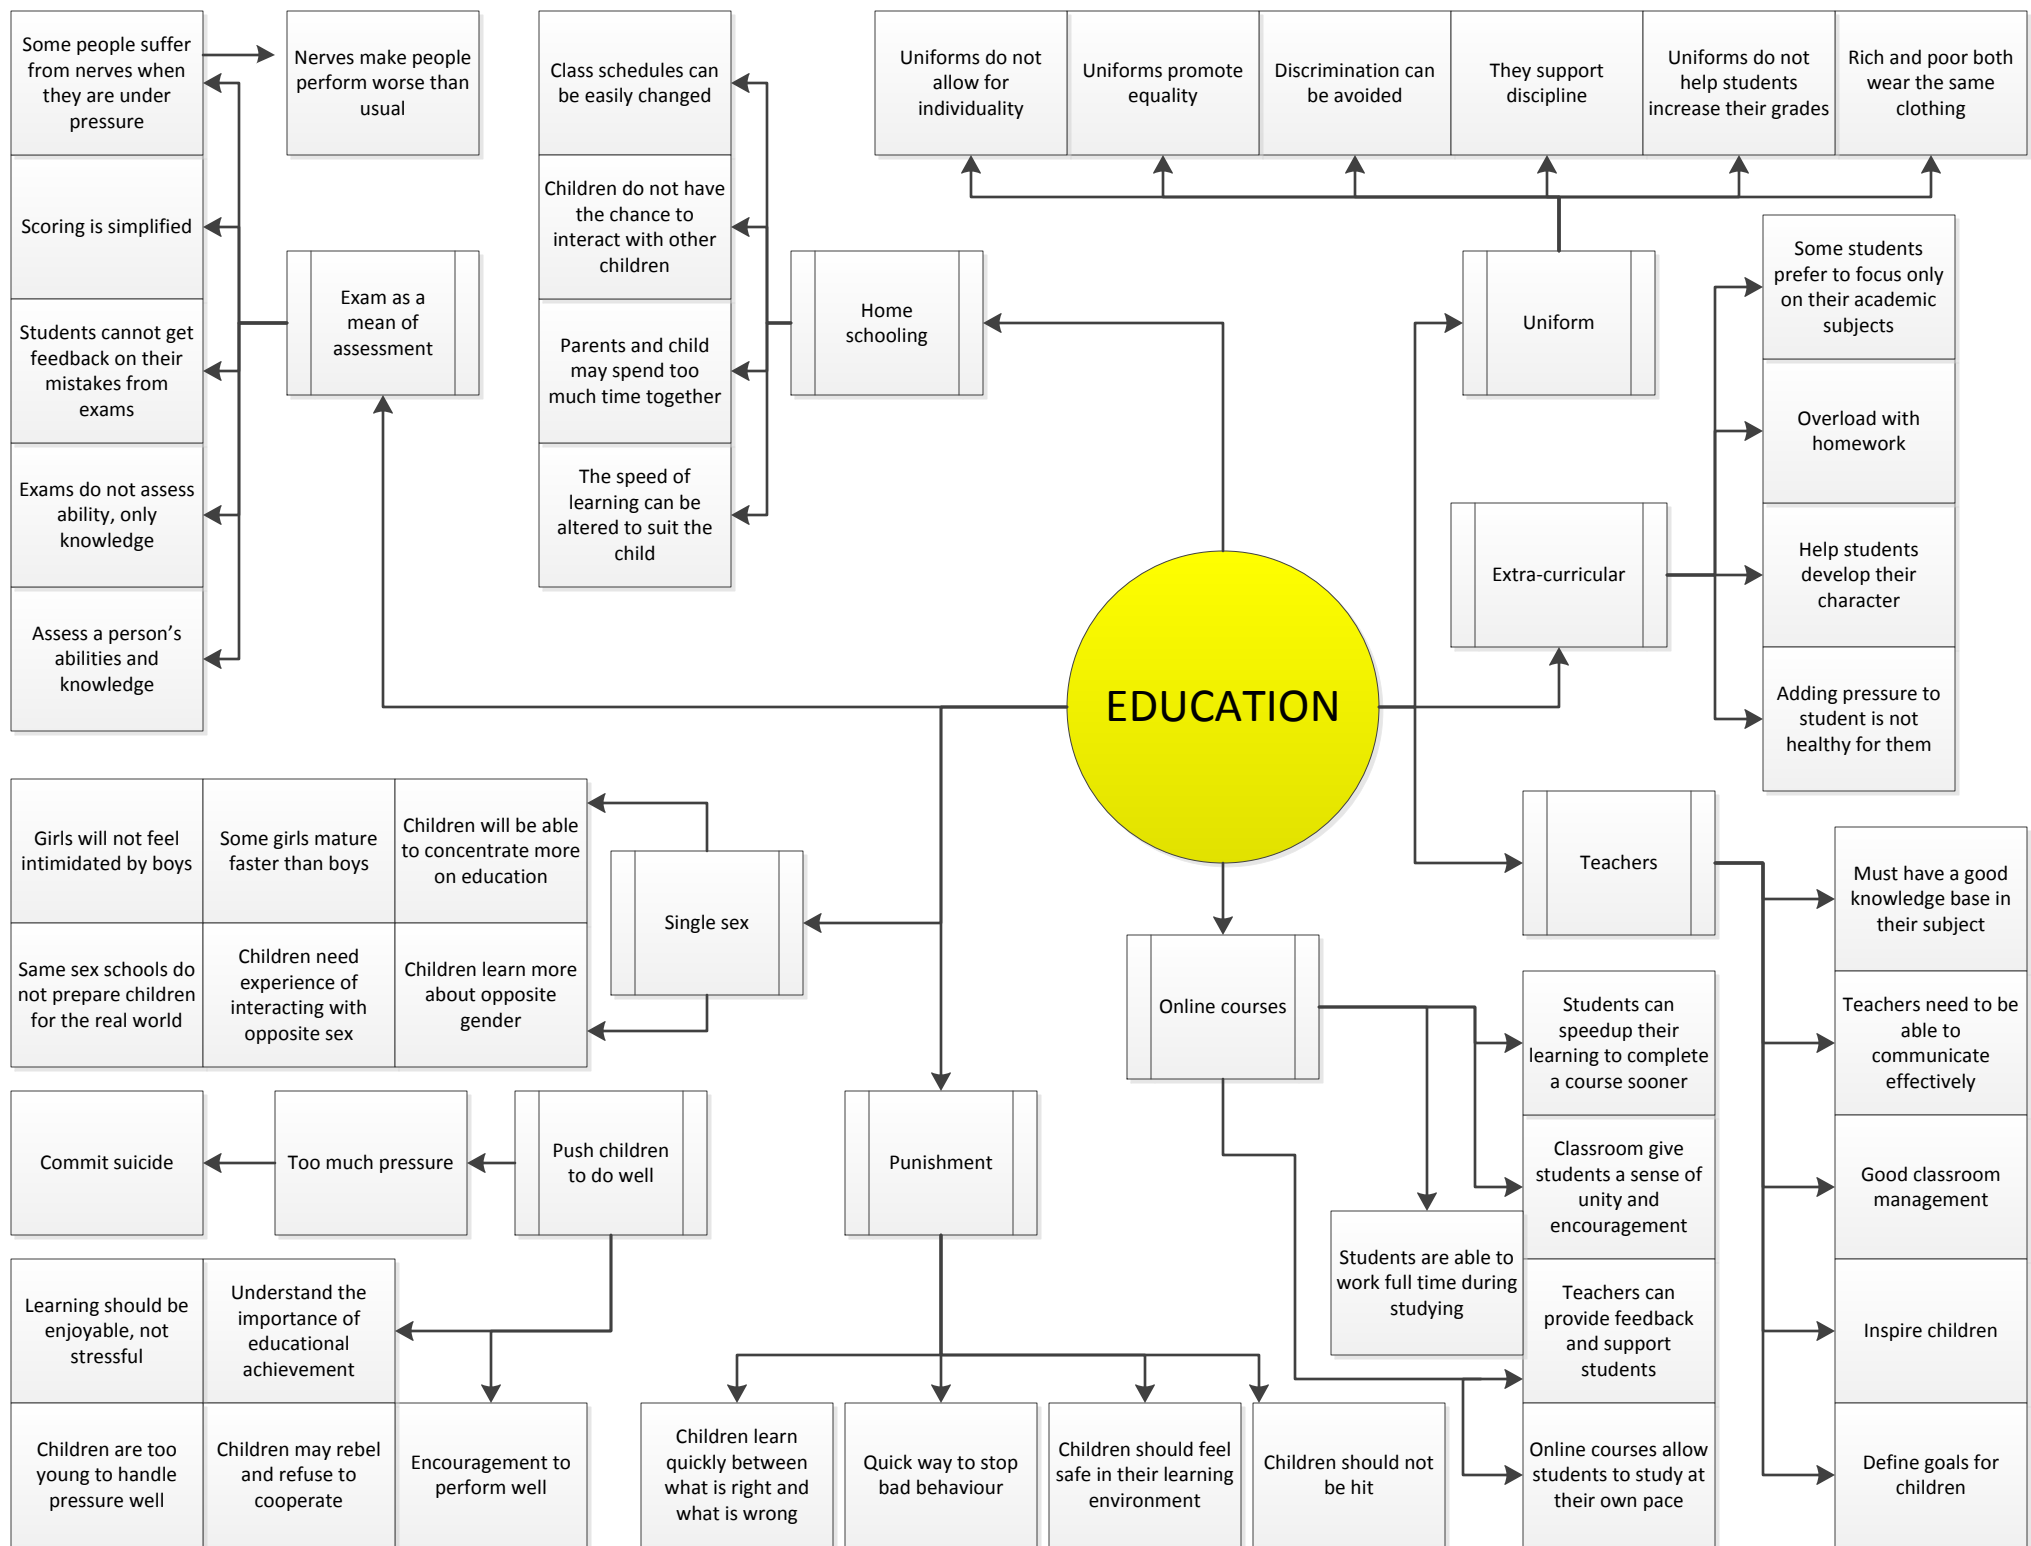 Some people suffer
from nerves when
they are under
pressure
Nerves make people
perform worse than
usual
Scoring is simplified
Students cannot get
feedback on their
mistakes from
exams
Exams do not assess
ability, only
knowledge
Assess a person’s
abilities and
knowledge
Exam as a
mean of
assessment
Class schedules can
be easily changed
Children do not have
the chance to
interact with other
children
Parents and child
may spend too
much time together
The speed of
learning can be
altered to suit the
child
Home
schooling
Uniforms do not
allow for
individuality
Uniforms promote
equality
Discrimination can
be avoided
They support
discipline
Uniforms do not
help students
increase their grades
Rich and poor both
wear the same
clothing
Uniform
Some students
prefer to focus only
on their academic
subjects
Overload with
homework
Help students
develop their
character
Adding pressure to
student is not
healthy for them
Extra-curricular
EDUCATION
Girls will not feel
intimidated by boys
Some girls mature
faster than boys
Children will be able
to concentrate more
on education
Same sex schools do
not prepare children
for the real world
Children need
experience of
interacting with
opposite sex
Children learn more
about opposite
gender
Single sex
Teachers
Must have a good
knowledge base in
their subject
Teachers need to be
able to
communicate
effectively
Good classroom
management
Inspire children
Define goals for
children
Online courses
Students can
speedup their
learning to complete
a course sooner
Classroom give
students a sense of
unity and
encouragement
Students are able to
work full time during
studying
Teachers can
provide feedback
and support
students
Online courses allow
students to study at
their own pace
Commit suicide
Too much pressure
Push children
to do well
Punishment
Learning should be
enjoyable, not
stressful
Understand the
importance of
educational
achievement
Children are too
young to handle
pressure well
Children may rebel
and refuse to
cooperate
Encouragement to
perform well
Children learn
quickly between
what is right and
what is wrong
Quick way to stop
bad behaviour
Children should feel
safe in their learning
environment
Children should not
be hit